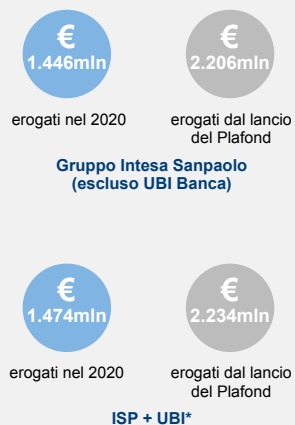 € €
1.446mln 2.206mln
erogati nel 2020 erogati dal lancio
del Plafond
Gruppo Intesa Sanpaolo
(escluso UBI Banca)
€ €
1.474mln 2.234mln
erogati nel 2020 erogati dal lancio
del Plafond
ISP + UBI*